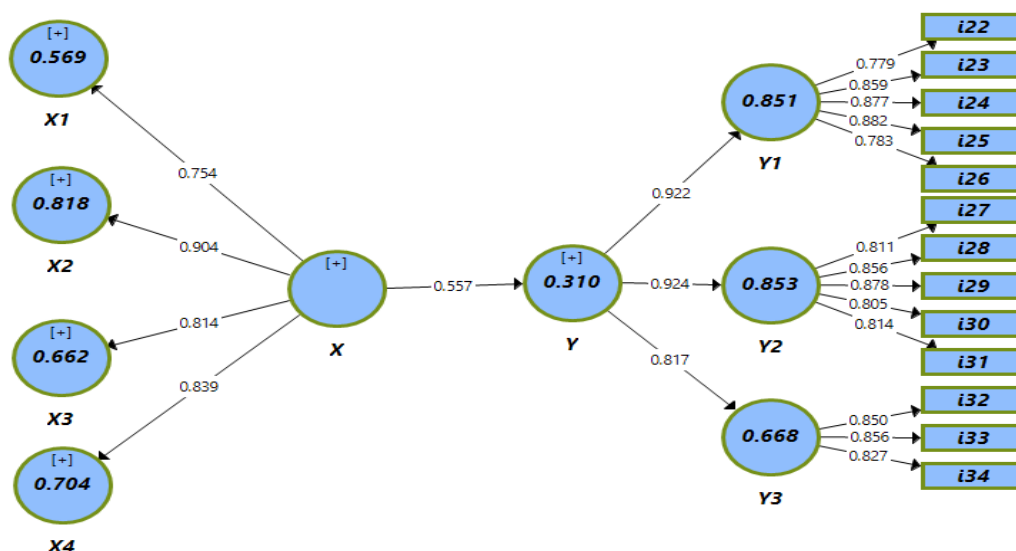 [+]
0.569
X1
[+]
0.818
X2
[+]
0.662
X3
[+]
0.704
X4
0.754
0.904
0.814
0.839
[+]
X
0.557
[+]
0.310
Y
0.922
0.924
0.817
0.851
Y1
0.853
Y2
0.668
Y3
0.779
0.859
0.877
0.882
0.783
0.811
0.856
0.878
0.805
0.814
0.850
0.856
0.827
i22
i23
i24
i25
i26
i27
i28
i29
i30
i31
i32
i33
i34